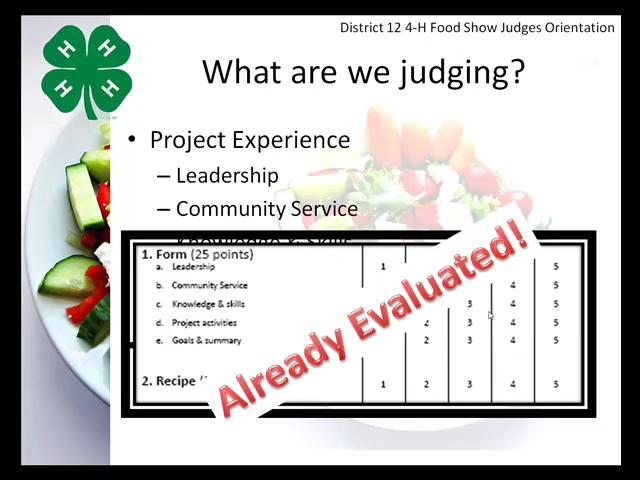 District 12 4-H Food Show Judges Orientation
H H
H H
What are we judging?
• Project Experience
– Leadership
– Community Service
Knowledge & Skills
1. Form (25 points)
a. Leadership 1 5
b. Community Service 4 5
c. Knowledge & skills 3 4 5
d. Project activities 2 3 4 5
e. Goals & summary 2 3 4 5
2. Recipe 1 2 3 4 5
Already Evaluated!